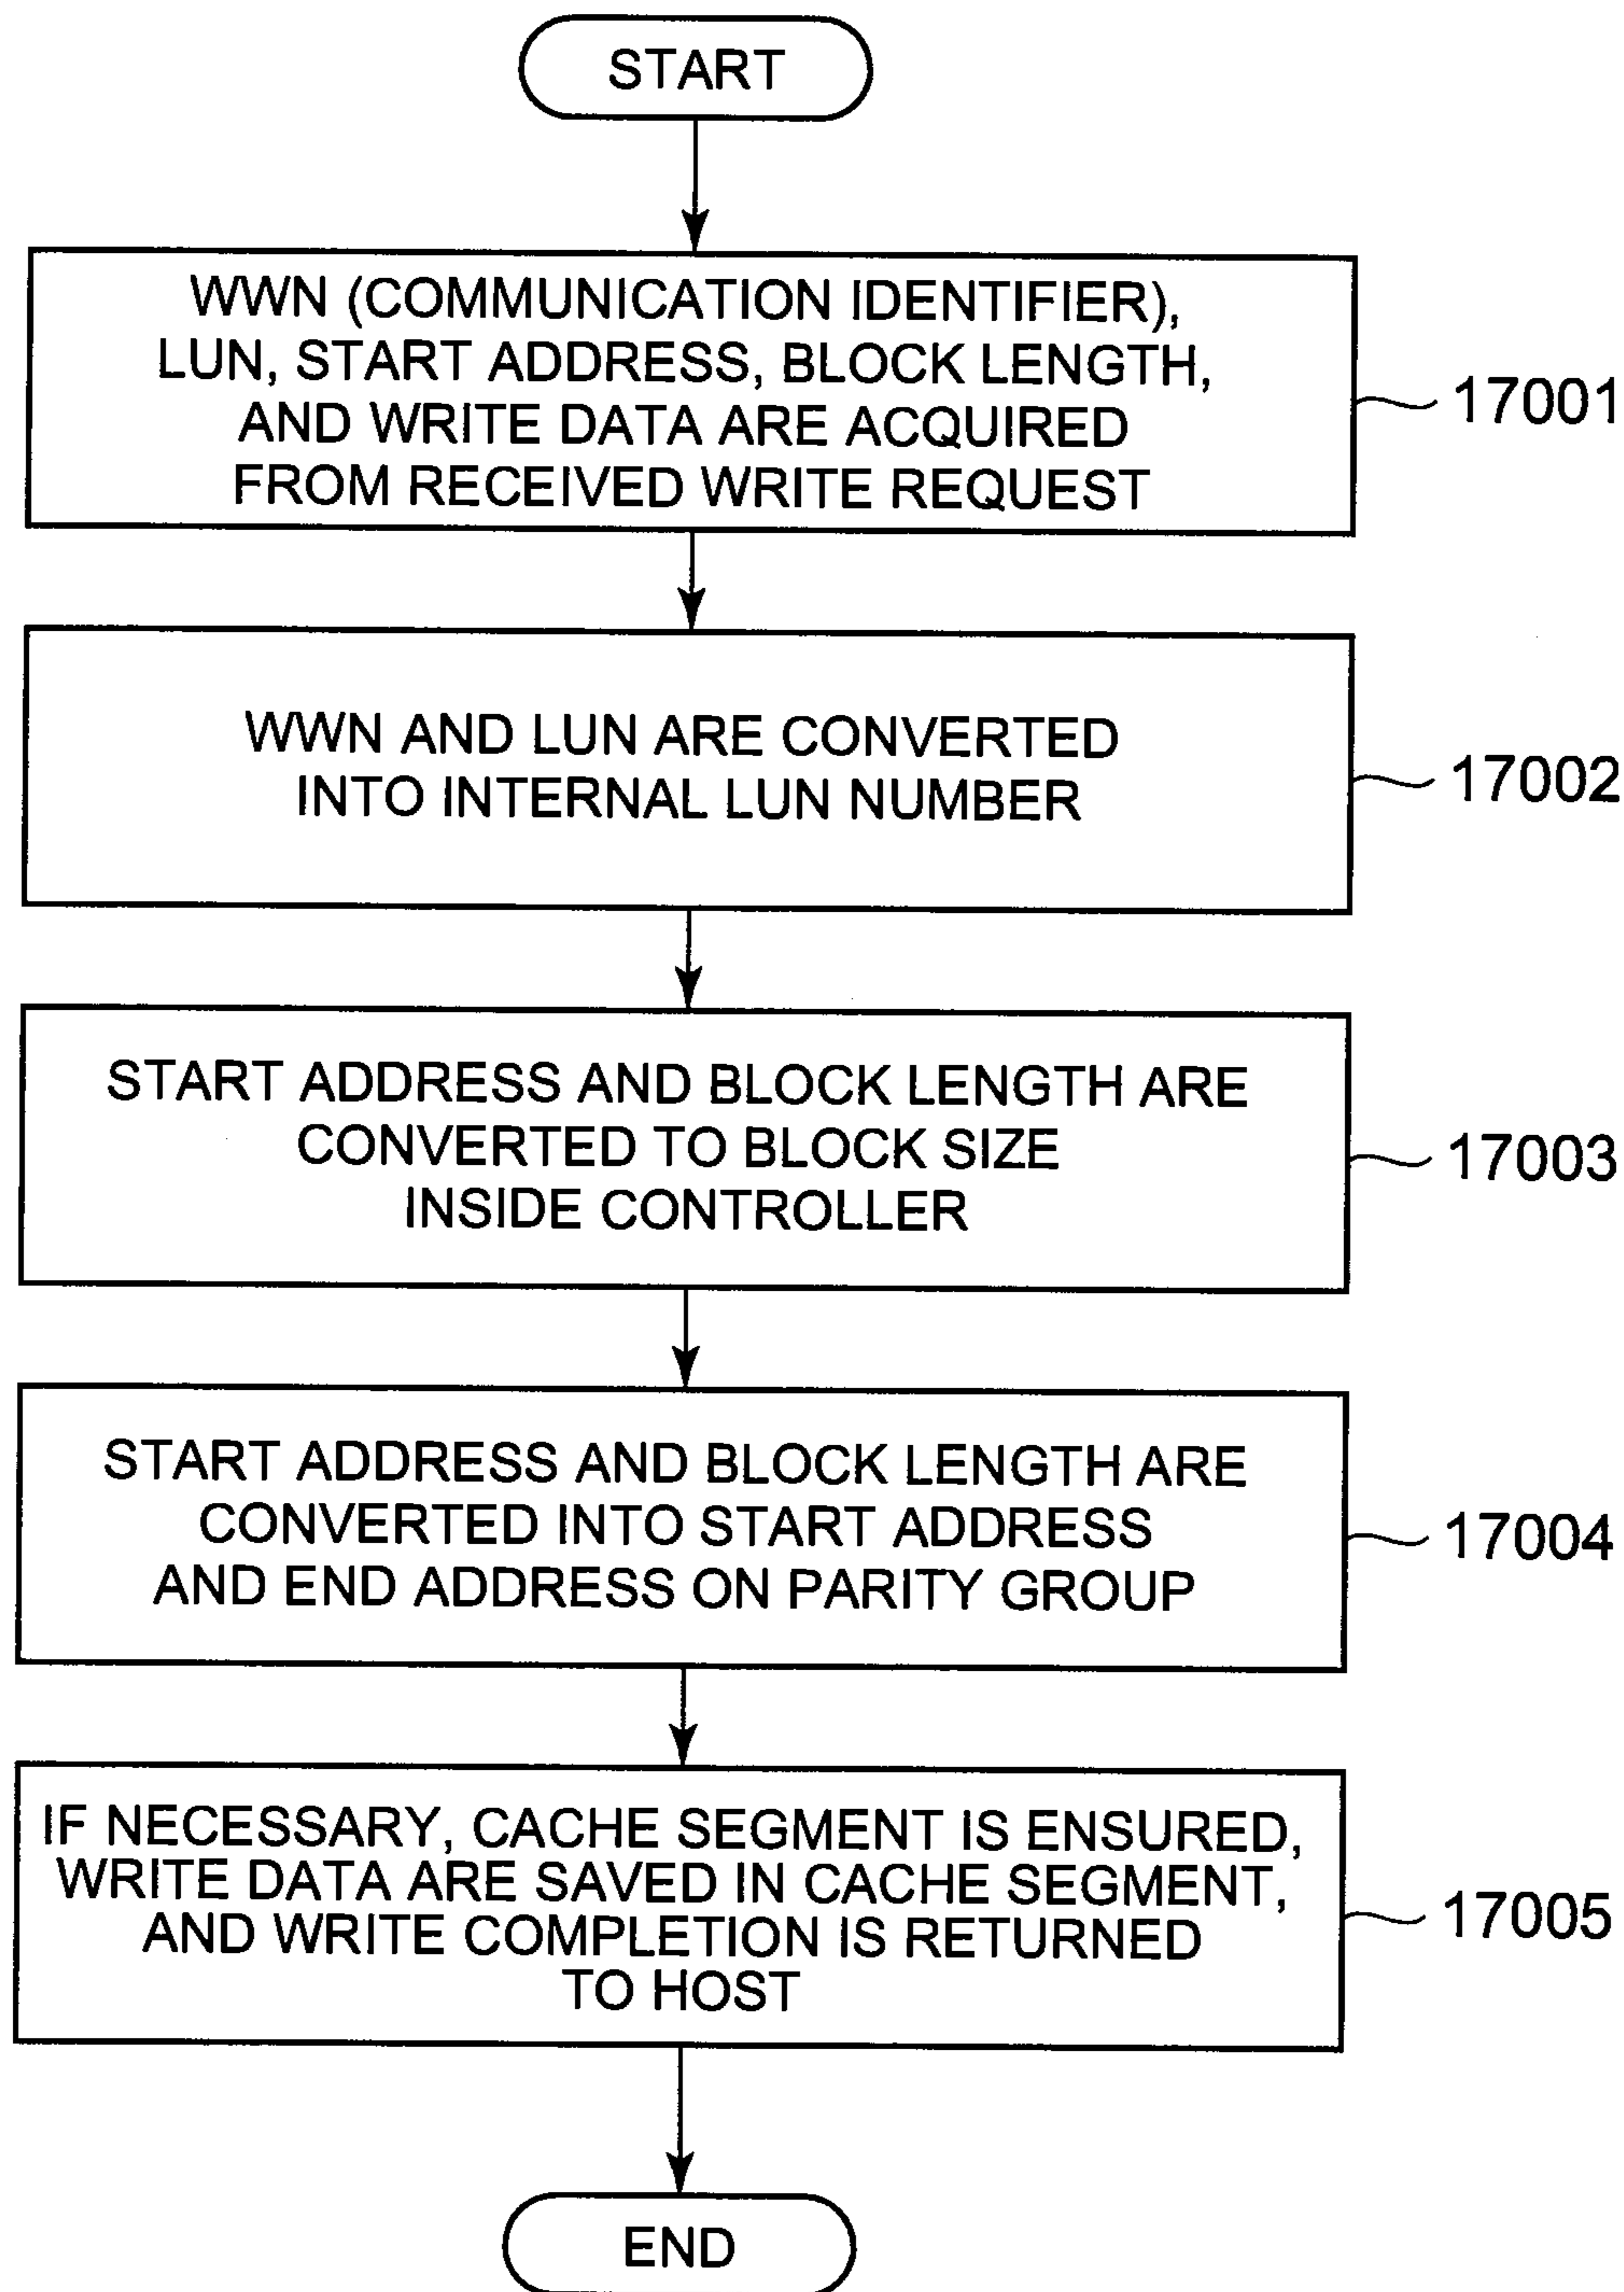 START
WWN (COMMUNICATION IDENTIFIER),
LUN, START ADDRESS, BLOCK LENGTH,
AND WRITE DATA ARE ACQUIRED
FROM RECEIVED WRITE REQUEST
17001
WWN AND LUN ARE CONVERTED
INTO INTERNAL LUN NUMBER
17002
START ADDRESS AND BLOCK LENGTH ARE
CONVERTED TO BLOCK SIZE
INSIDE CONTROLLER
17003
START ADDRESS AND BLOCK LENGTH ARE
CONVERTED INTO START ADDRESS
AND END ADDRESS ON PARITY GROUP
17004
IF NECESSARY, CACHE SEGMENT IS ENSURED,
WRITE DATA ARE SAVED IN CACHE SEGMENT,
AND WRITE COMPLETION IS RETURNED
TO HOST
17005
END